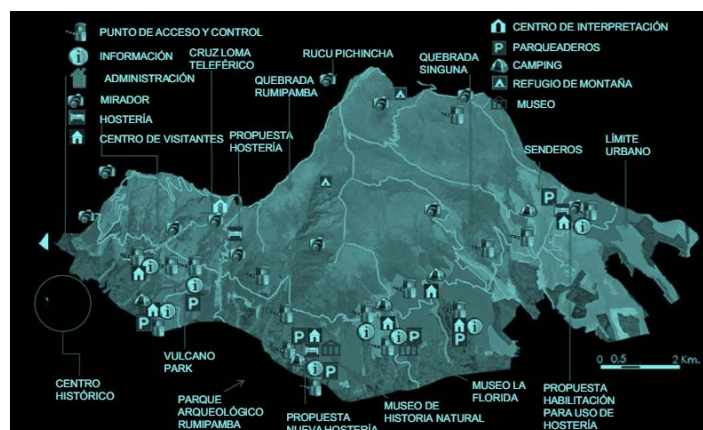 PUNTO DE ACCESO Y CONTROL
INFORMACIÓN
ADMINISTRACIÓN
MIRADOR
HOSTERÍA
CENTRO DE VISITANTES
CRUZ LOMA
TELEFÉRICO
PROPUESTA
HOSTERÍA
QUEBRADA
RUMIPAMBA
RUCU PICHINCHA
QUEBRADA
SINGUNA
CENTRO DE INTERPRETACIÓN
PARQUEADEROS
CAMPING
REFUGIO DE MONTAÑA
MUSEO
SENDEROS
LÍMITE
URBANO
0 0.5 2 Km.
CENTRO
HISTÓRICO
VULCANO
PARK
PARQUE
ARQUEOLÓGICO
RUMIPAMBA
PROPUESTA
NUEVA HOSTERÍA
MUSEO DE
HISTORIA NATURAL
MUSEO LA
FLORIDA
PROPUESTA
HABILITACIÓN
PARA USO DE
HOSTERÍA